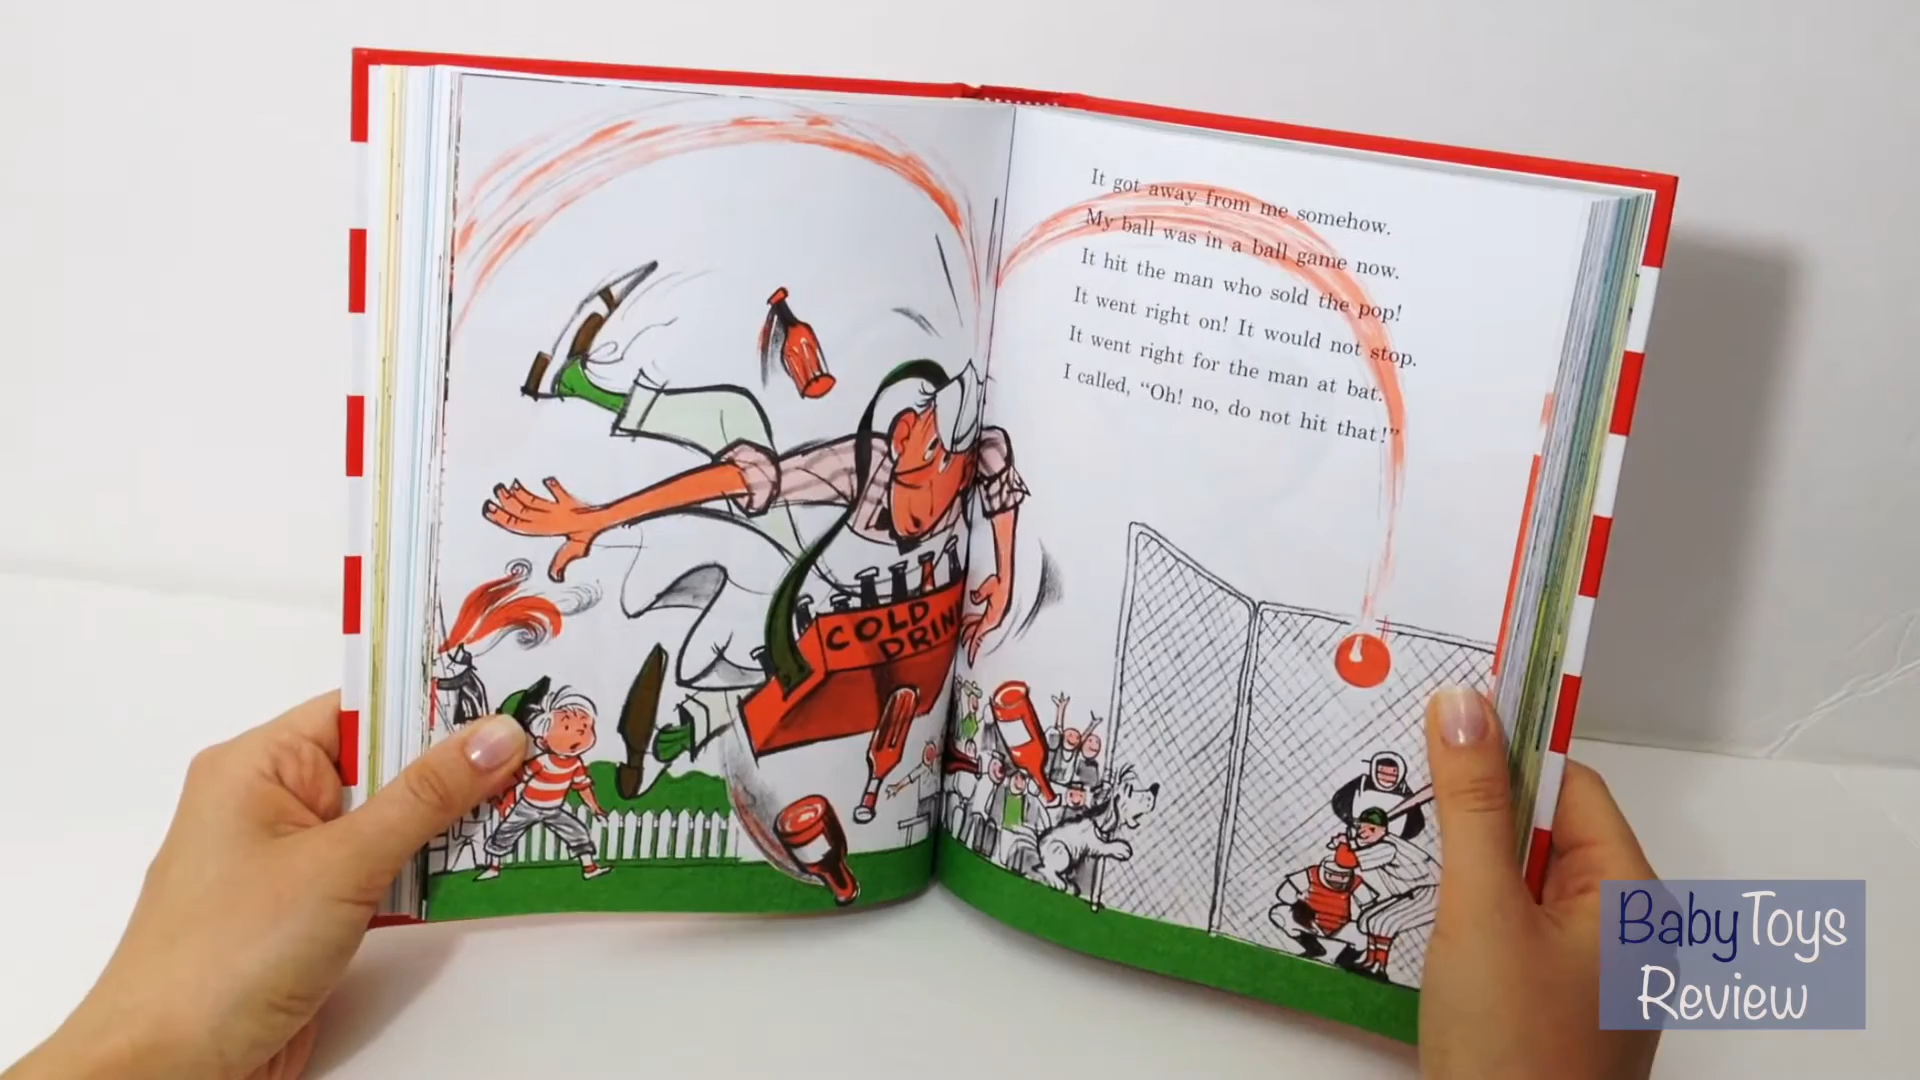 It got away from me somehow.
My ball was in a ball game now.
It hit the man who sold the pop!
It went right on! It would not stop.
It went right for the man at bat.
I called, “Oh! no, do not hit that!”
COLD
DRIN
BabyToys
Review